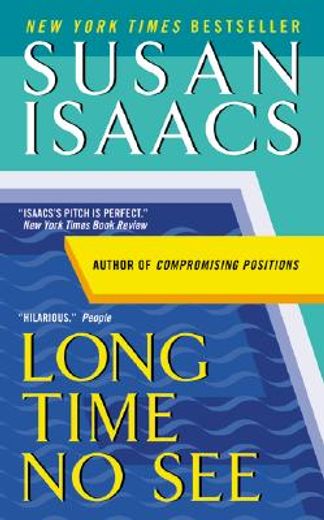 NEW YORK TIMES BESTSELLER
SUSAN
ISAACS
"ISAACS'S PITCH IS PERFECT."
New York Times Book Review
AUTHOR OF COMPROMISING POSITIONS
"HILARIOUS." People
LONG
TIME
NO SEE